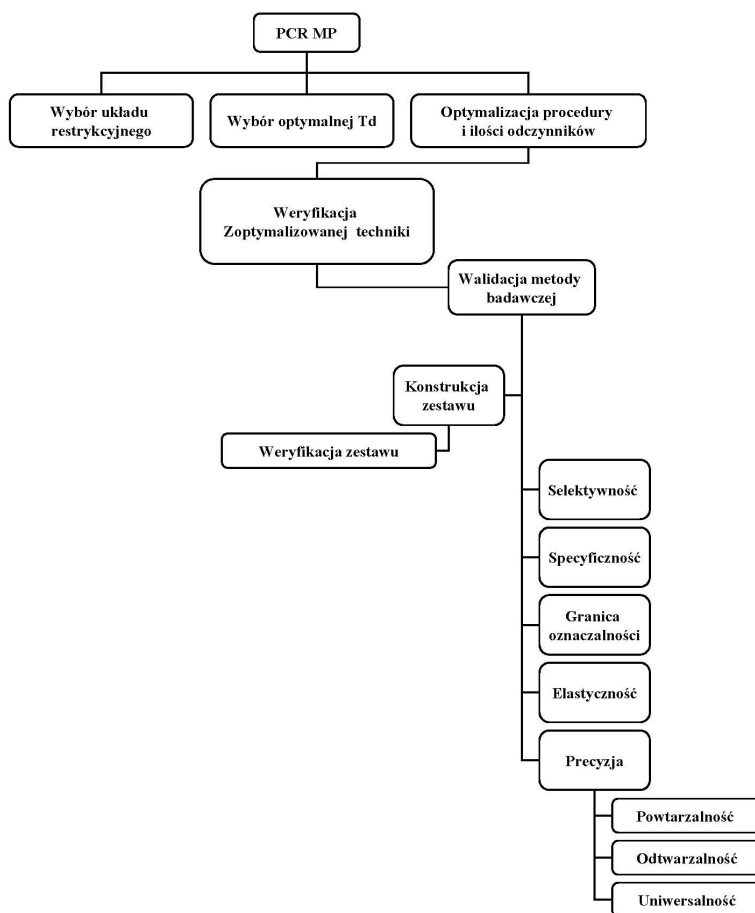 PCR MP
Wybór układu
restrykcyjnego
Wybór optymalnej Td
Optymalizacja procedury
i ilości odczynników
Weryfikacja
Zoptymalizowanej techniki
Walidacja metody
badawczej
Konstrukcja
zestawu
Weryfikacja zestawu
Selektywność
Specyficzność
Granica
oznaczalności
Elastyczność
Precyzja
Powtarzalność
Odtwarzalność
Uniwersalność